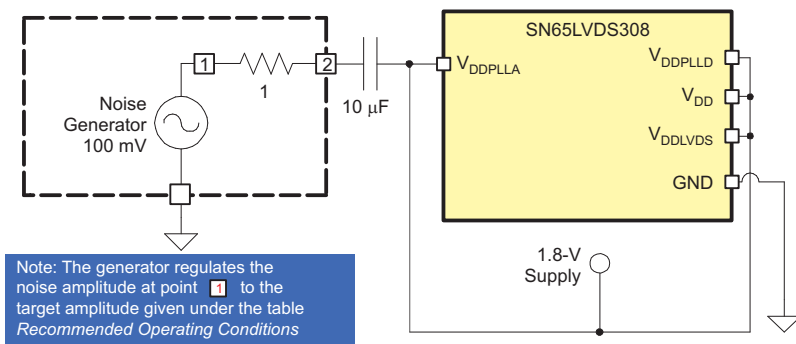 SN65LVDS308
1
2
VDDPLLA
VDDPLLD
VDD
VDDLVDS
GND
1
10 μF
Noise
Generator
100 mV
1.8-V
Supply
Note: The generator regulates the
noise amplitude at point 1 to the
target amplitude given under the table
Recommended Operating Conditions